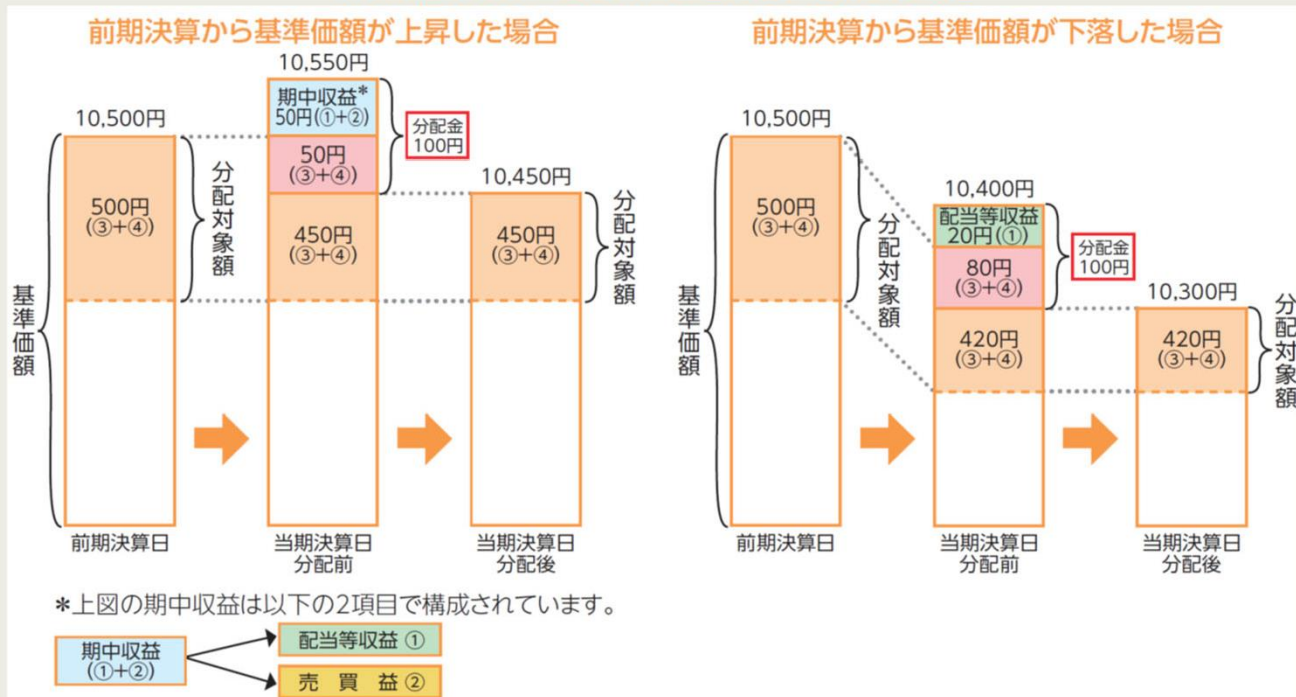 前期決算から基準価額が上昇した場合
10,500円
500円
(③+④)
分配対象額
基準価額
前期決算日
10,550円
期中収益*
50円(①+②)
50円
(③+④)
450円
(③+④)
分配金
100円
当期決算日
分配前
10,450円
450円
(③+④)
分配対象額
当期決算日
分配後
前期決算から基準価額が下落した場合
10,500円
500円
(③+④)
分配対象額
基準価額
前期決算日
10,400円
配当等収益
20円(①)
80円
(③+④)
420円
(③+④)
分配金
100円
当期決算日
分配前
10,300円
420円
(③+④)
分配対象額
当期決算日
分配後
*上図の期中収益は以下の2項目で構成されています。
期中収益
(①+②)
配当等収益 ①
売 買 益 ②